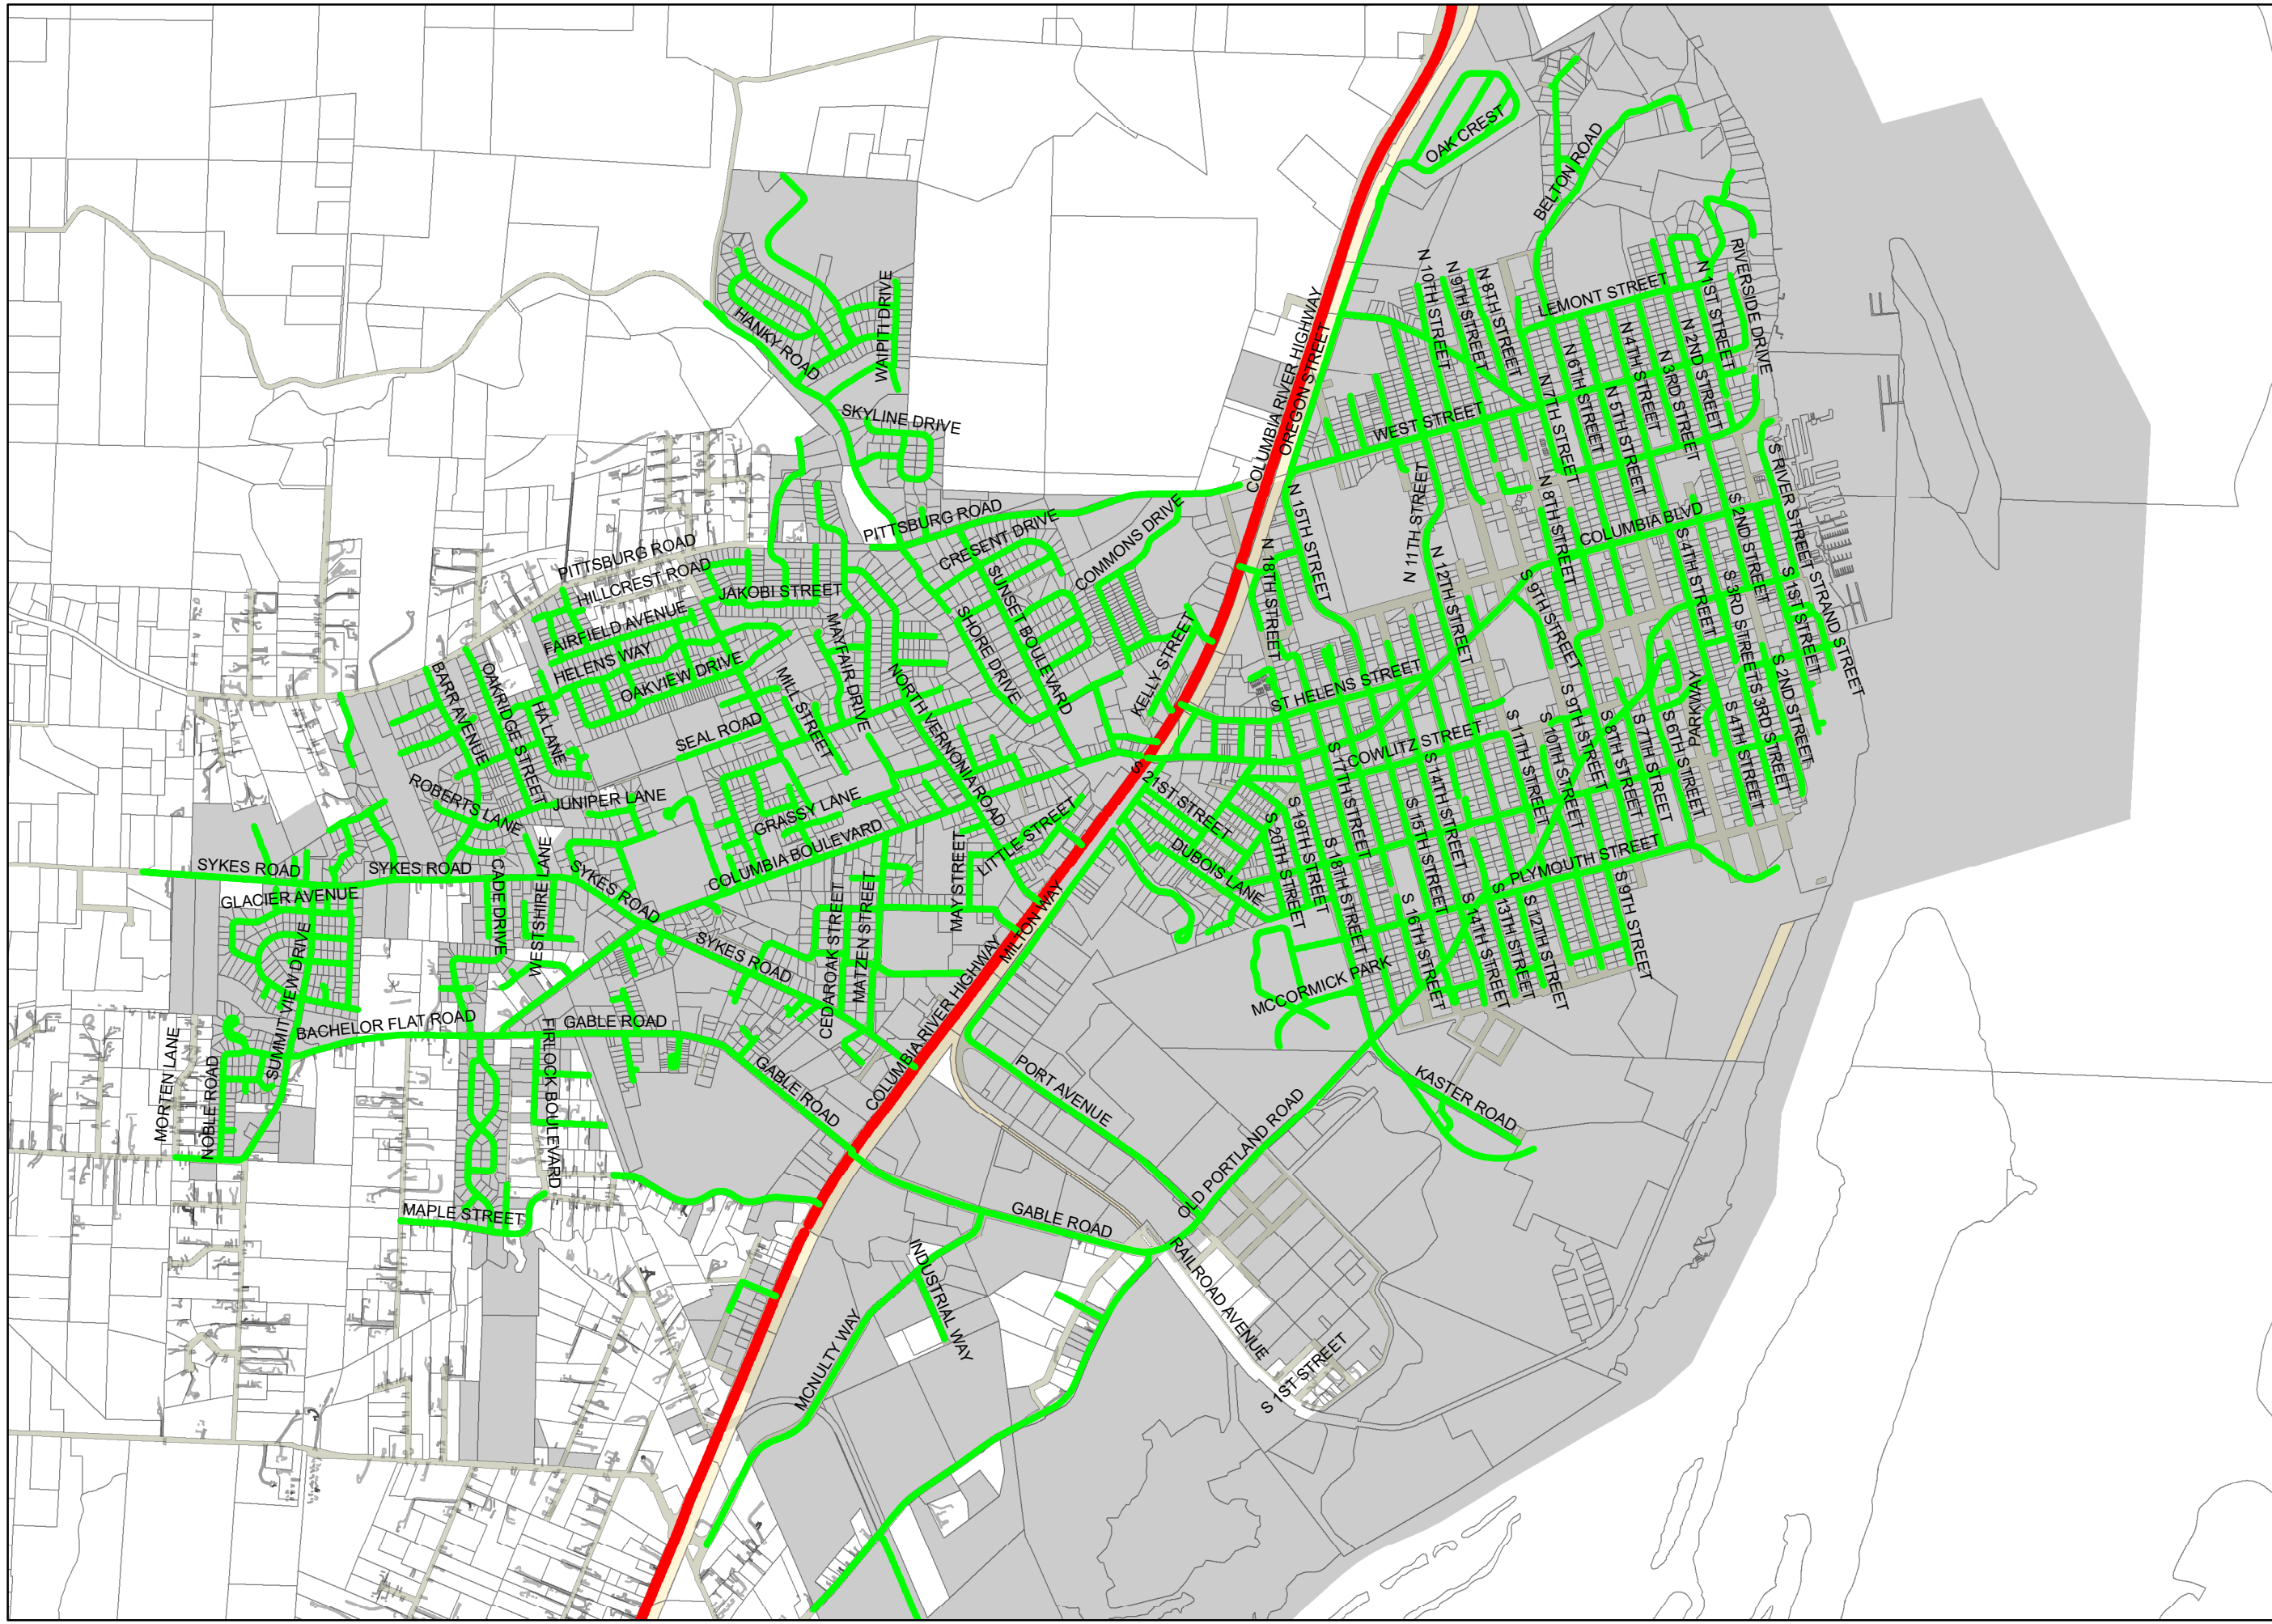 OAK CREST
BELTON ROAD
RIVERSIDE DRIVE
N 10TH STREET
N 9TH STREET
N 8TH STREET
LEMONT STREET
N 1ST STREET
WAIPITI DRIVE
HANKY ROAD
COLUMBIA RIVER HIGHWAY
OREGON STREET
N 7TH STREET
N 6TH STREET
N 5TH STREET
N 4TH STREET
N 3RD STREET
N 2ND STREET
SKYLINE DRIVE
WEST STREET
S RIVER STREET
PITTSBURG ROAD
CRESENT DRIVE
COMMONS DRIVE
N 15TH STREET
N 11TH STREET
N 8TH STREET
COLUMBIA BLVD
S 2ND STREET
PITTSBURG ROAD
HILLCREST ROAD
JAKOBI STREET
SUNSET BOULEVARD
N 18TH STREET
N 12TH STREET
S 9TH STREET
S 4TH STREET
S 3RD STREET
S 1ST STREET
STRAND STREET
FAIRFIELD AVENUE
HELENS WAY
OAKVIEW DRIVE
MAYFAIR DRIVE
SHORE DRIVE
KELLY STREET
BARR AVENUE
OAKRIDGE STREET
HA LANE
SEAL ROAD
MILL STREET
NORTH VERNONIA ROAD
ST HELENS STREET
S 9TH STREET
PARKWAY
S 2ND STREET
S 3RD STREET
S 4TH STREET
ROBERTS LANE
JUNIPER LANE
GRASSY LANE
S 21ST STREET
S 17TH STREET
COWLITZ STREET
S 14TH STREET
S 11TH STREET
S 10TH STREET
S 8TH STREET
S 7TH STREET
S 6TH STREET
SYKES ROAD
SYKES ROAD
CADE DRIVE
WESTSHIRE LANE
SYKES ROAD
COLUMBIA BOULEVARD
MAY STREET
LITTLE STREET
DUBOIS LANE
S 20TH STREET
S 19TH STREET
S 18TH STREET
S 15TH STREET
PLYMOUTH STREET
GLACIER AVENUE
SUMMIT VIEW DRIVE
SYKES ROAD
CEDAROAK STREET
MATZEN STREET
COLUMBIA RIVER HIGHWAY
MILTON WAY
S 16TH STREET
S 14TH STREET
S 13TH STREET
S 12TH STREET
S 9TH STREET
MCCORMICK PARK
MORTEN LANE
NOBLE ROAD
BACHELOR FLAT ROAD
GABLE ROAD
FIRLOCK BOULEVARD
GABLE ROAD
PORT AVENUE
KASTER ROAD
OLD PORTLAND ROAD
MAPLE STREET
GABLE ROAD
INDUSTRIAL WAY
RAILROAD AVENUE
MCNULTY WAY
S 1ST STREET